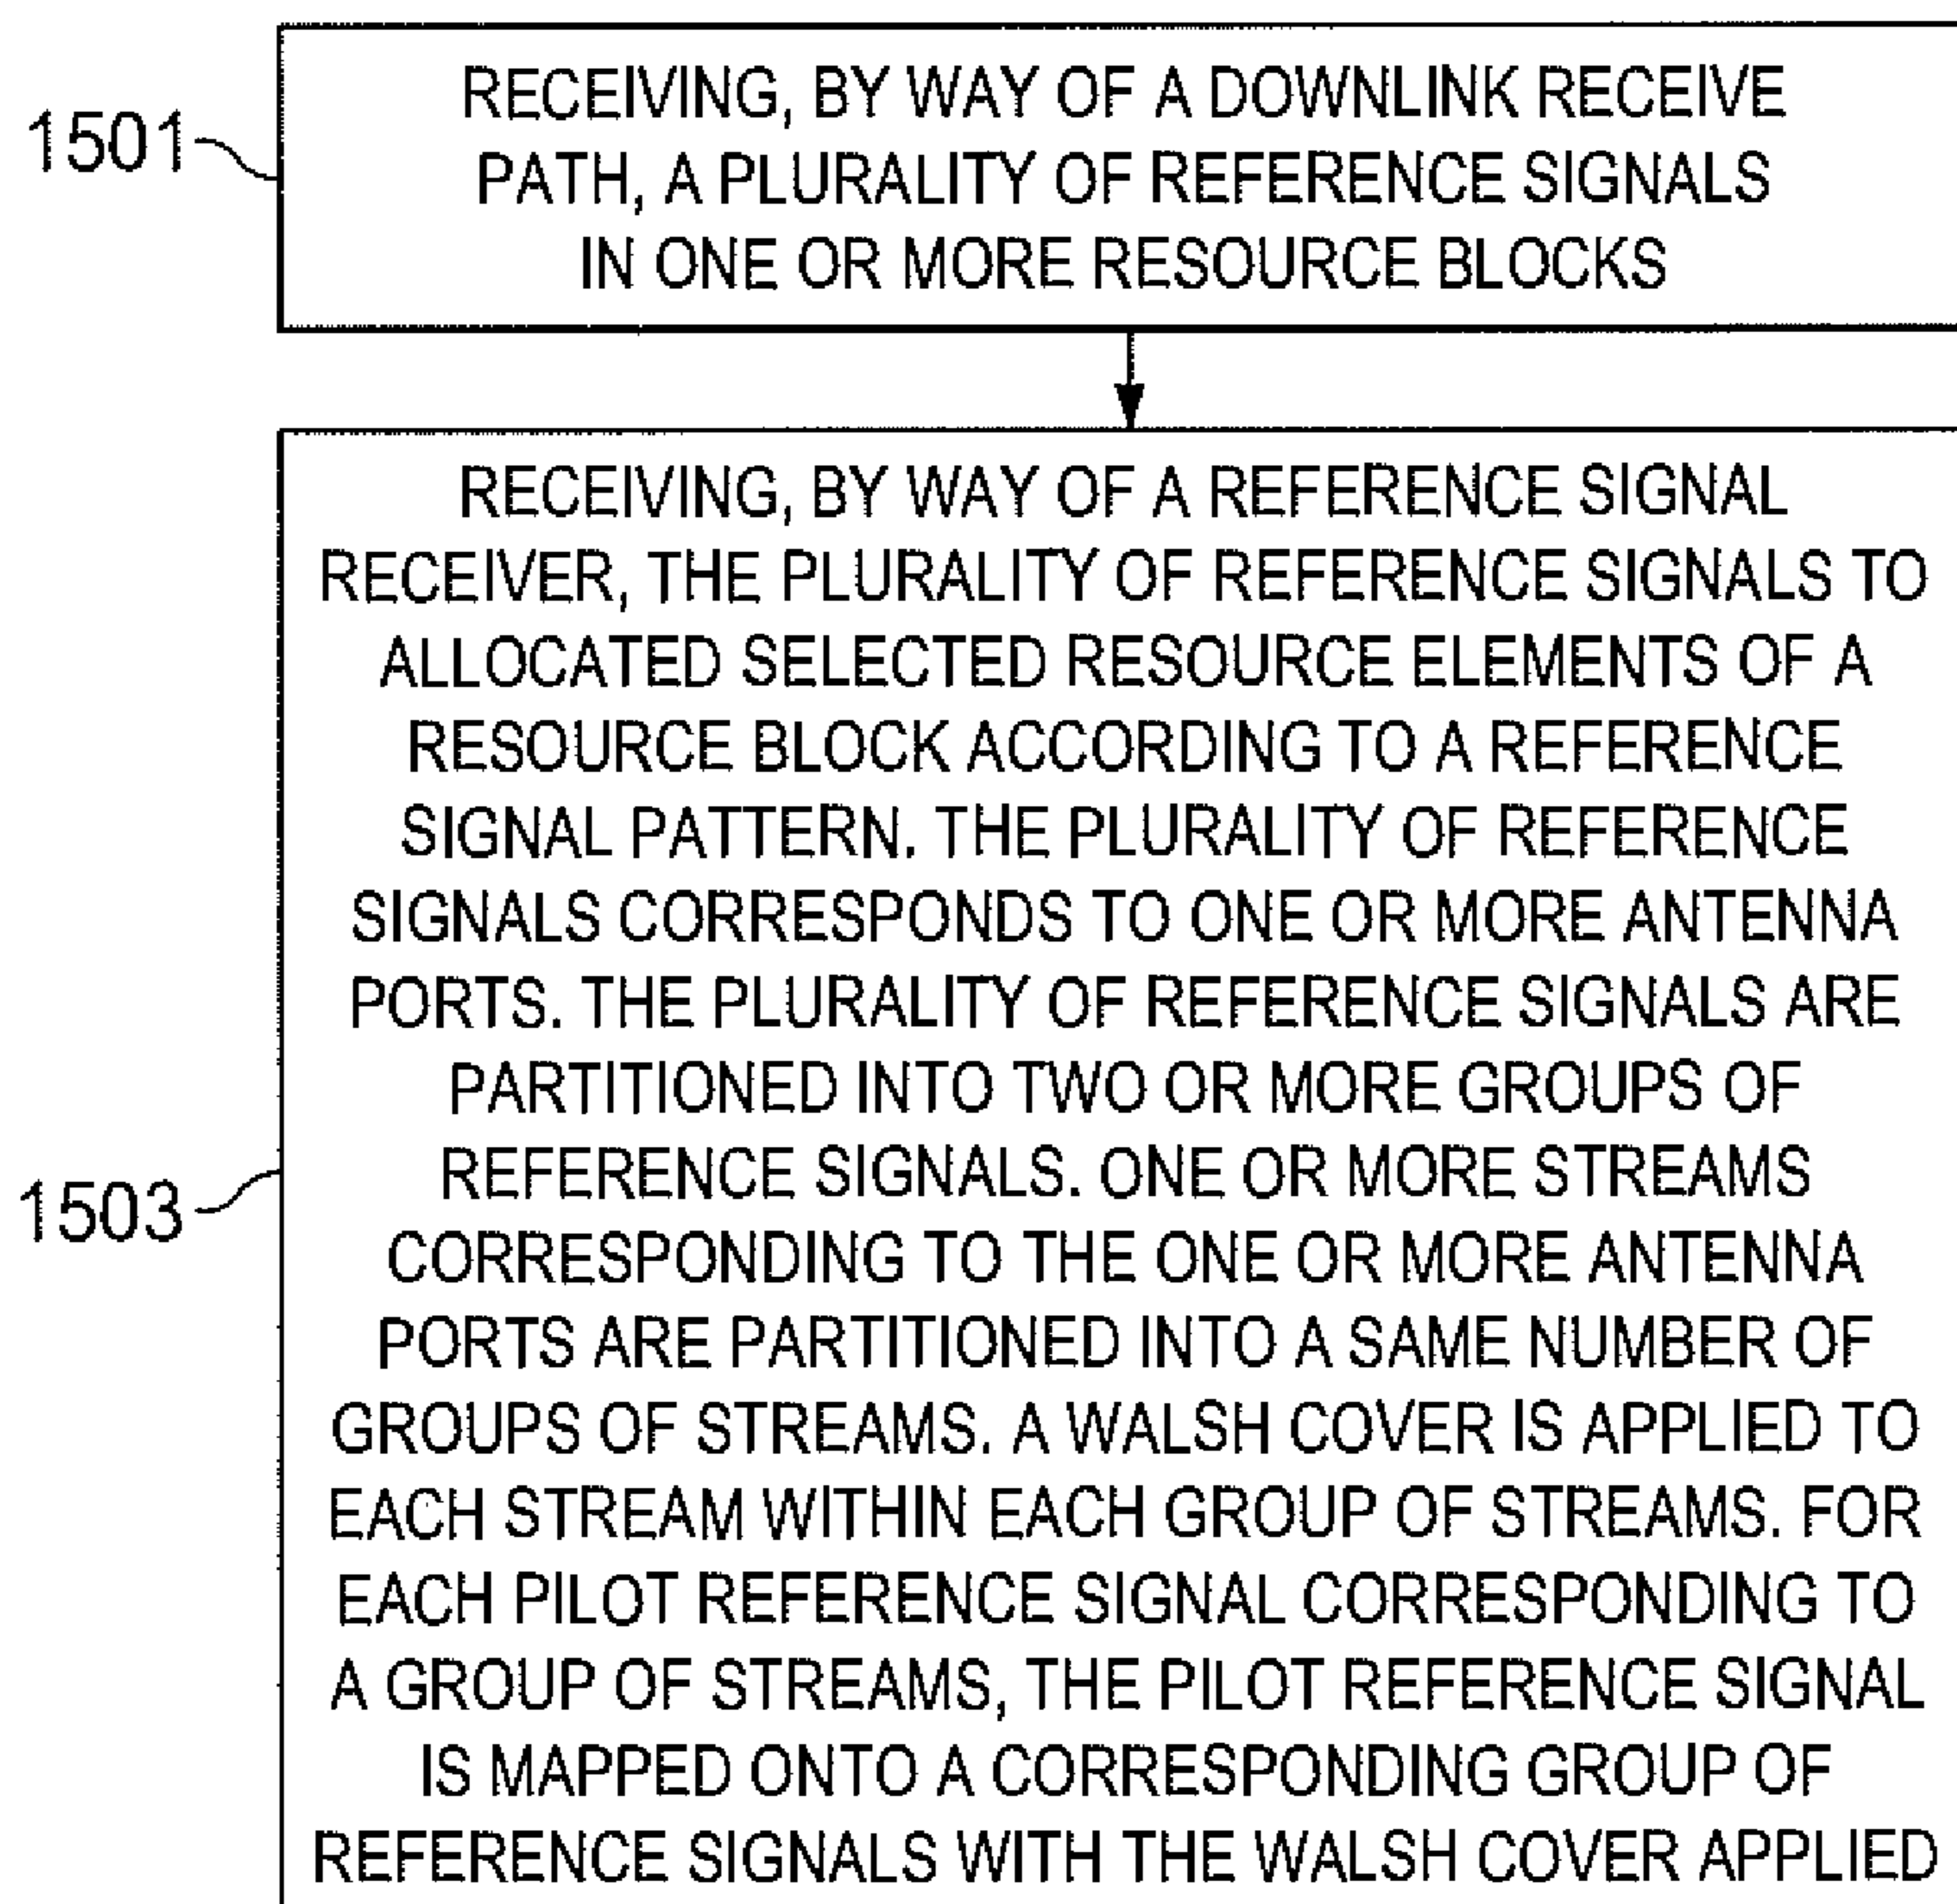 1501
RECEIVING, BY WAY OF A DOWNLINK RECEIVE
PATH, A PLURALITY OF REFERENCE SIGNALS
IN ONE OR MORE RESOURCE BLOCKS
1503
RECEIVING, BY WAY OF A REFERENCE SIGNAL
RECEIVER, THE PLURALITY OF REFERENCE SIGNALS TO
ALLOCATED SELECTED RESOURCE ELEMENTS OF A
RESOURCE BLOCK ACCORDING TO A REFERENCE
SIGNAL PATTERN. THE PLURALITY OF REFERENCE
SIGNALS CORRESPONDS TO ONE OR MORE ANTENNA
PORTS. THE PLURALITY OF REFERENCE SIGNALS ARE
PARTITIONED INTO TWO OR MORE GROUPS OF
REFERENCE SIGNALS. ONE OR MORE STREAMS
CORRESPONDING TO THE ONE OR MORE ANTENNA
PORTS ARE PARTITIONED INTO A SAME NUMBER OF
GROUPS OF STREAMS. A WALSH COVER IS APPLIED TO
EACH STREAM WITHIN EACH GROUP OF STREAMS. FOR
EACH PILOT REFERENCE SIGNAL CORRESPONDING TO
A GROUP OF STREAMS, THE PILOT REFERENCE SIGNAL
IS MAPPED ONTO A CORRESPONDING GROUP OF
REFERENCE SIGNALS WITH THE WALSH COVER APPLIED